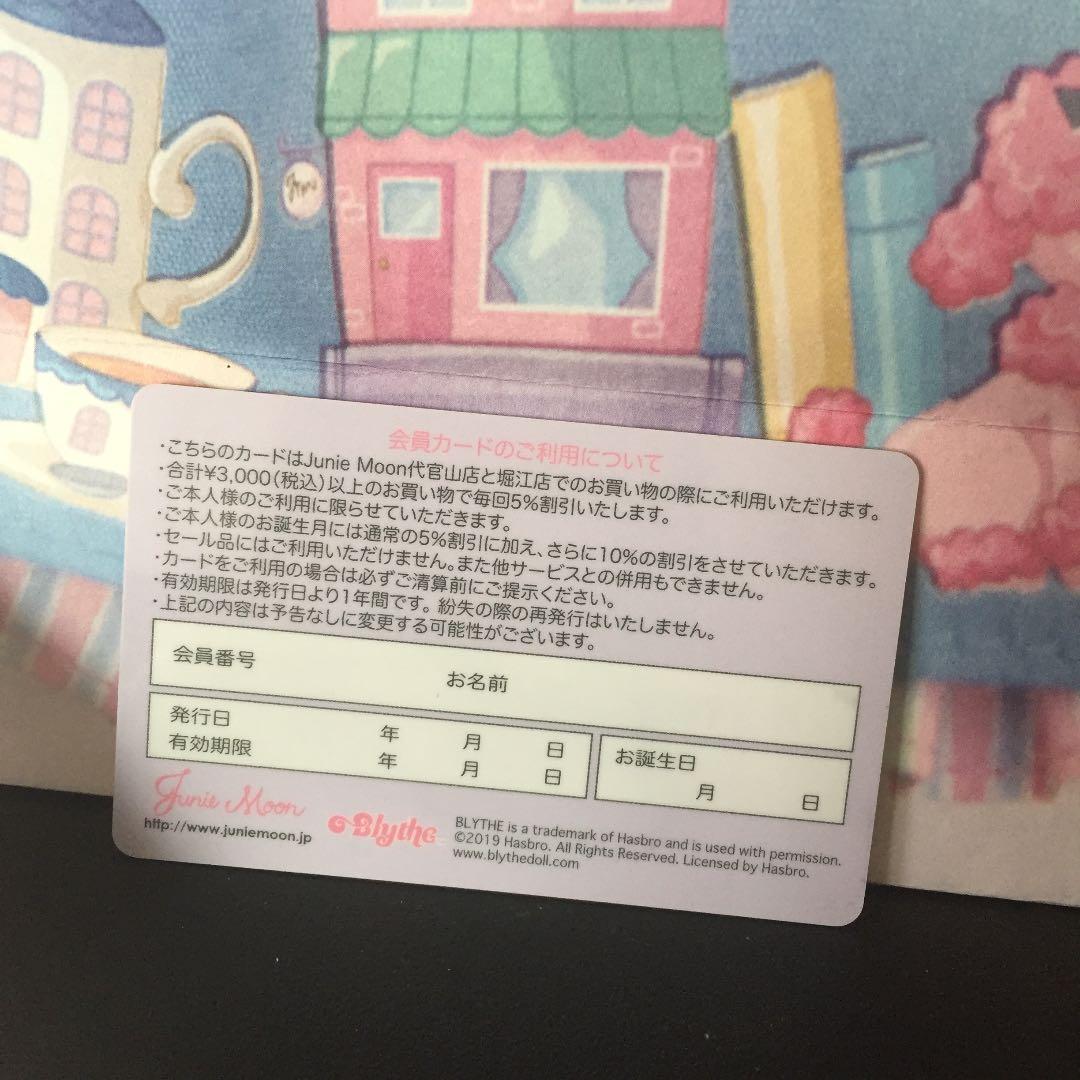 会員カードのご利用について
・こちらのカードはJunie Moon代官山店と堀江店でのお買い物の際にご利用いただけます。
・合計¥3,000（税込）以上のお買い物で毎回5%割引いたします。
・ご本人様のご利用に限らせていただきます。
・ご本人様のお誕生月には通常の5%割引に加え、さらに10%の割引をさせていただきます。
・セール品にはご利用いただけません。また他サービスとの併用もできません。
・カードをご利用の場合は必ずご清算前にご提示ください。
・有効期限は発行日より1年間です。紛失の際の再発行はいたしません。
・上記の内容は予告なしに変更する可能性がございます。
会員番号 お名前
発行日 年 月 日
有効期限 年 月 日
お誕生日
月 日
Junie Moon
http://www.juniemoon.jp
Blythe
BLYTHE is a trademark of Hasbro and is used with permission.
©2019 Hasbro. All Rights Reserved. Licensed by Hasbro.
www.blythedoll.com